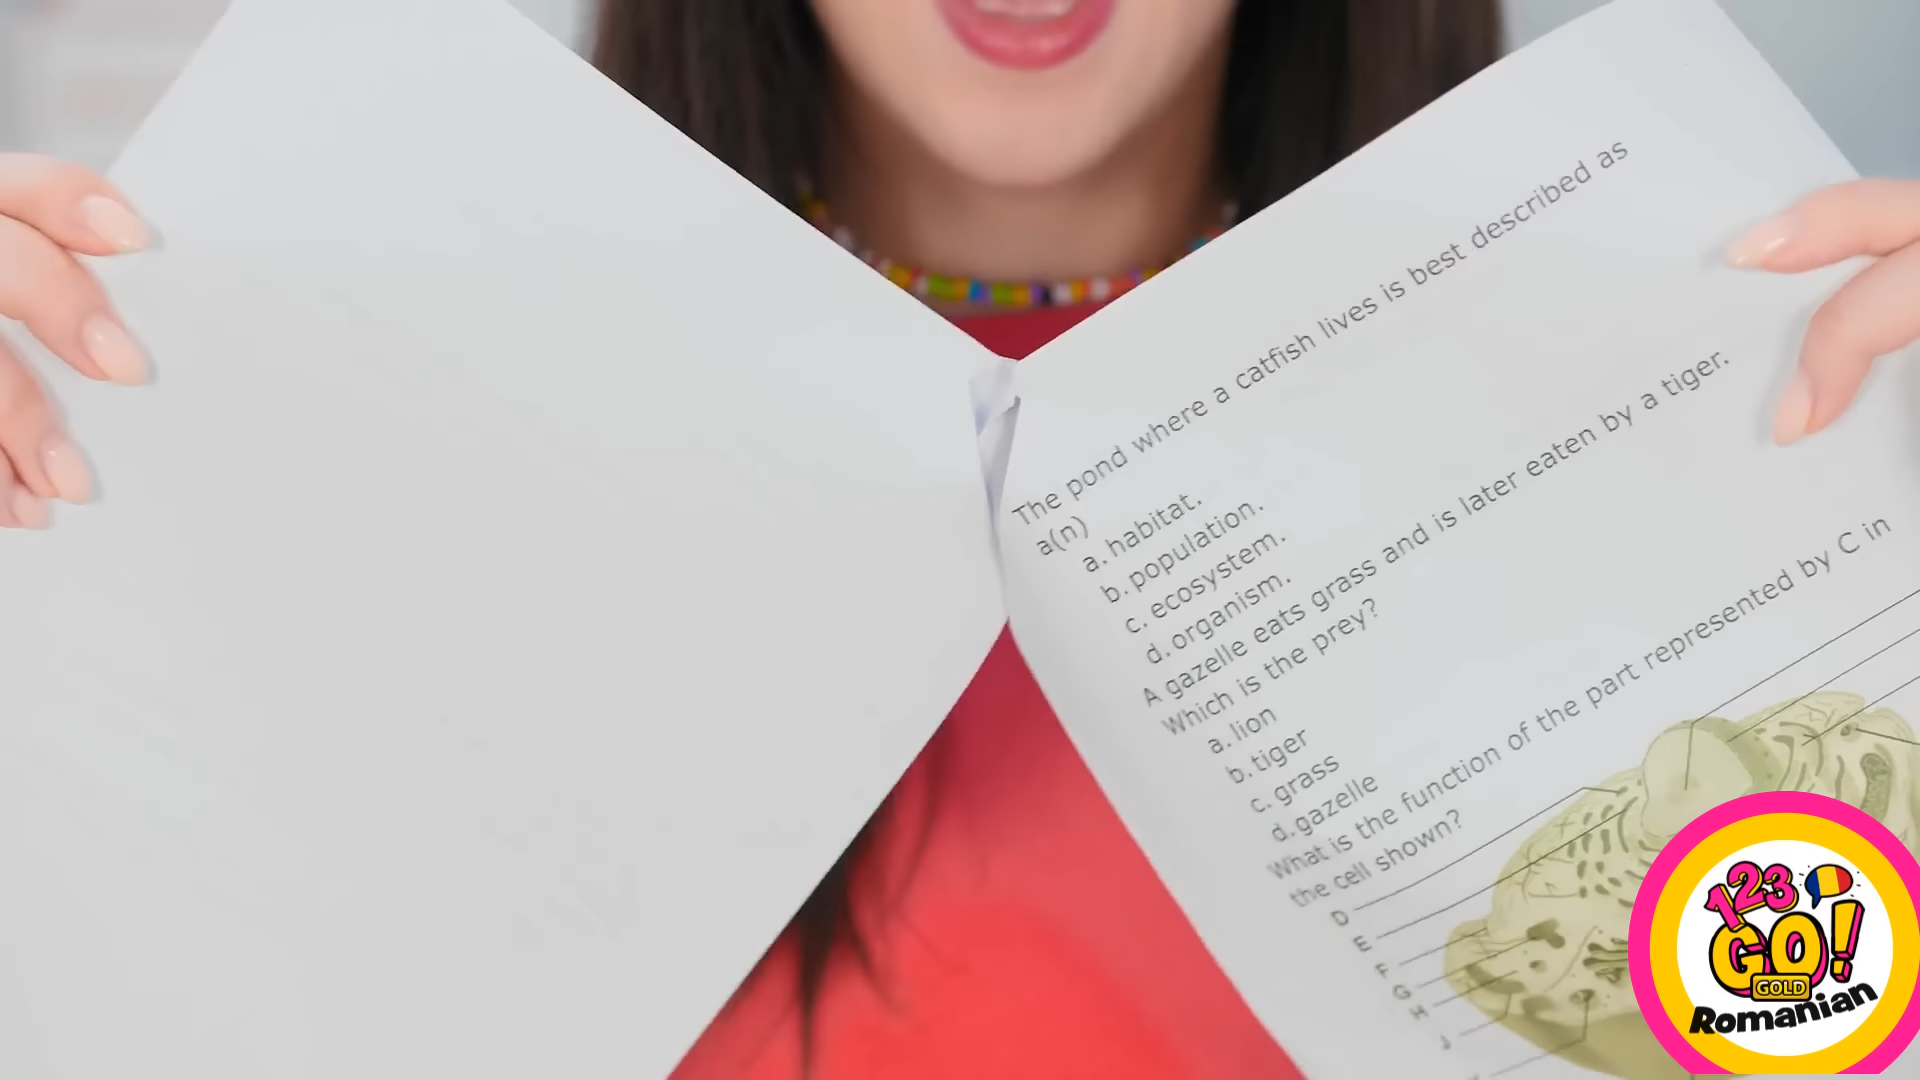 The pond where a catfish lives is best described as
a(n)
a. habitat.
b. population.
c. ecosystem.
d. organism.
A gazelle eats grass and is later eaten by a tiger.
Which is the prey?
a. lion
b. tiger
c. grass
d. gazelle
What is the function of the part represented by C in
the cell shown?
D
E
F
G
H
J
123
GO!
GOLD
Romanian